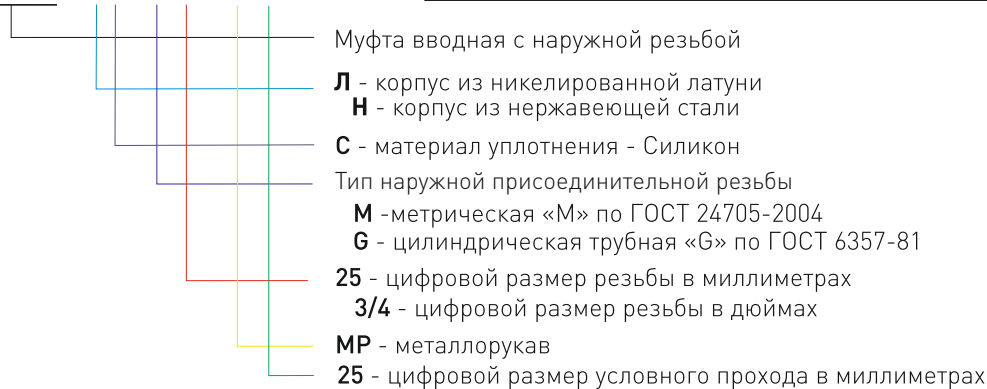 Муфта вводная с наружной резьбой
Л - корпус из никелированной латуни
Н - корпус из нержавеющей стали
С - материал уплотнения - Силикон
Тип наружной присоединительной резьбы
М -метрическая «М» по ГОСТ 24705-2004
G - цилиндрическая трубная «G» по ГОСТ 6357-81
25 - цифровой размер резьбы в миллиметрах
3/4 - цифровой размер резьбы в дюймах
МР - металлорукав
25 - цифровой размер условного прохода в миллиметрах